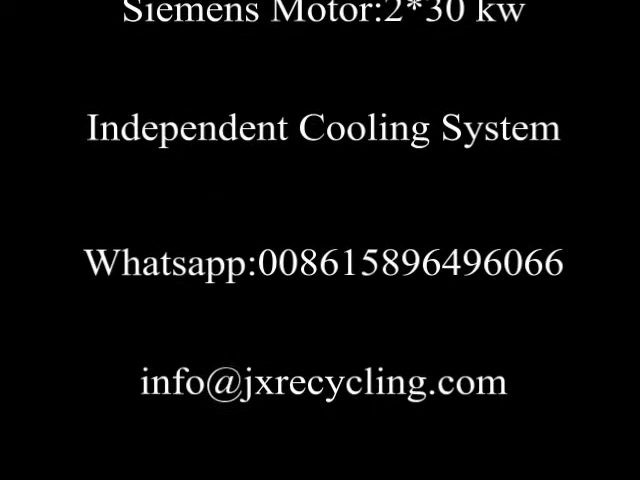 Siemens Motor:2*30 kw
Independent Cooling System
Whatsapp:008615896496066
info@jxrecycling.com